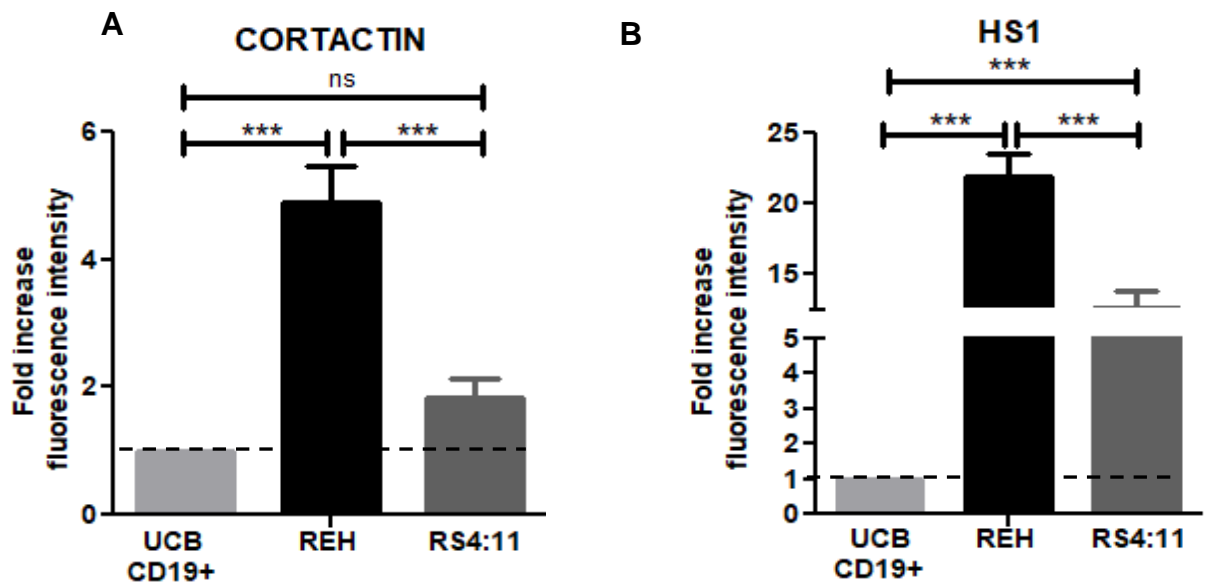 A
CORTACTIN
ns
***
***
Fold increase
fluorescence intensity
6
4
2
0
UCB
CD19+
REH
RS4:11
B
HS1
***
***
***
Fold increase
fluorescence intensity
25
20
15
5
4
3
2
1
0
UCB
CD19+
REH
RS4:11